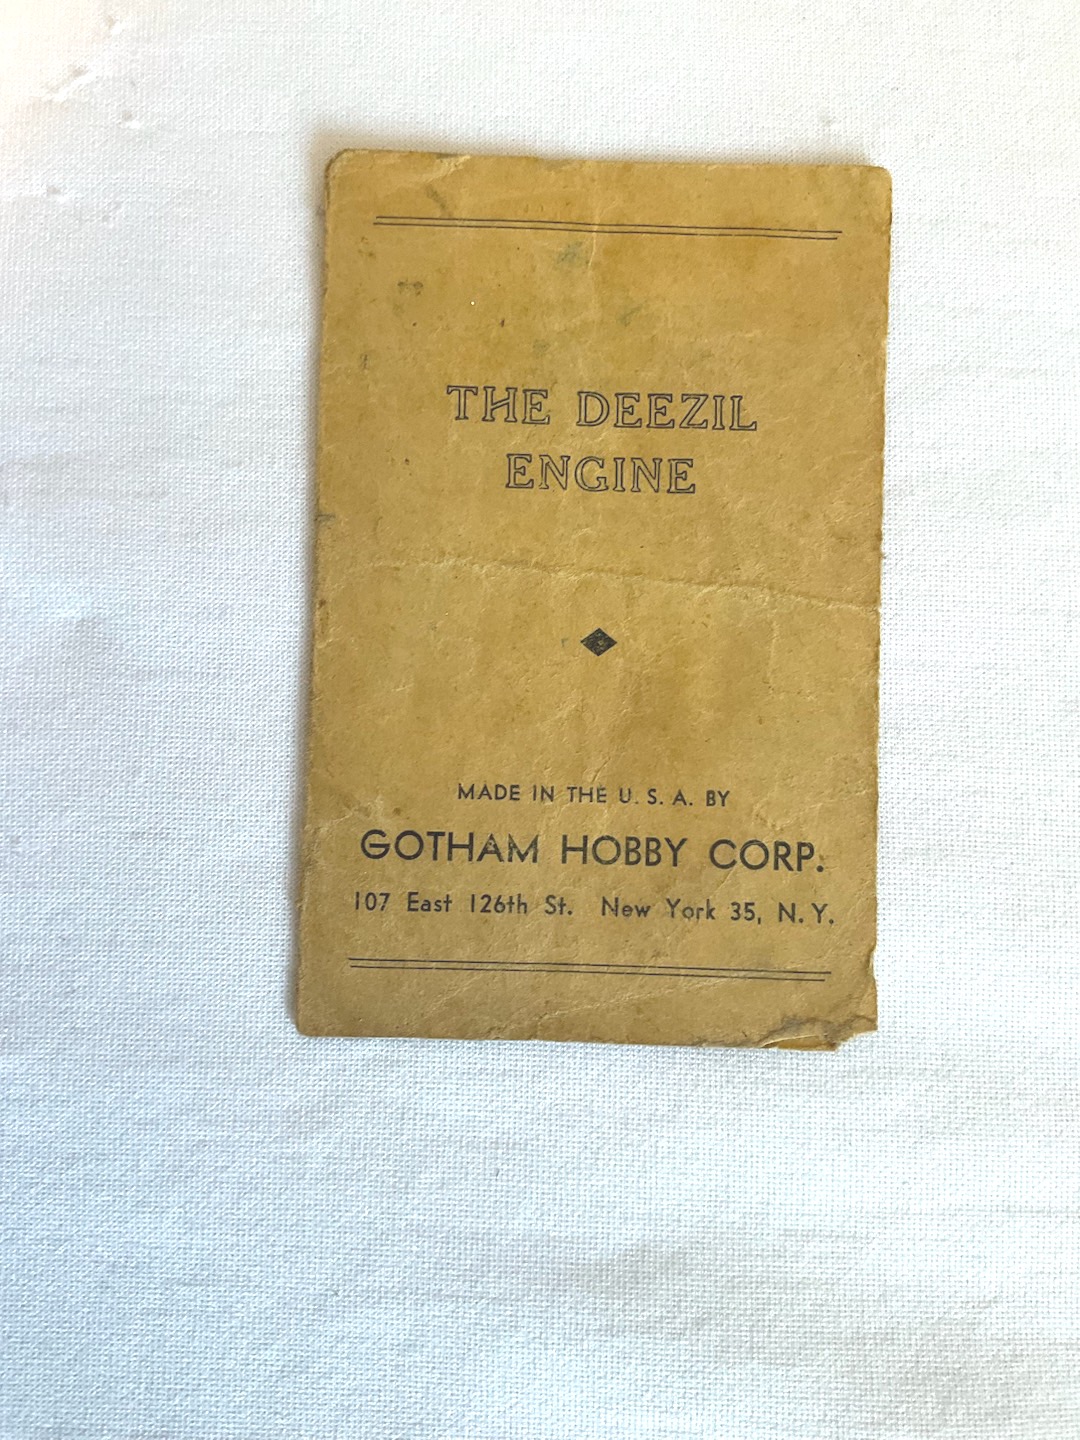 THE DEEZIL
ENGINE
MADE IN THE U. S. A. BY
GOTHAM HOBBY CORP.
107 East 126th St. New York 35, N. Y.